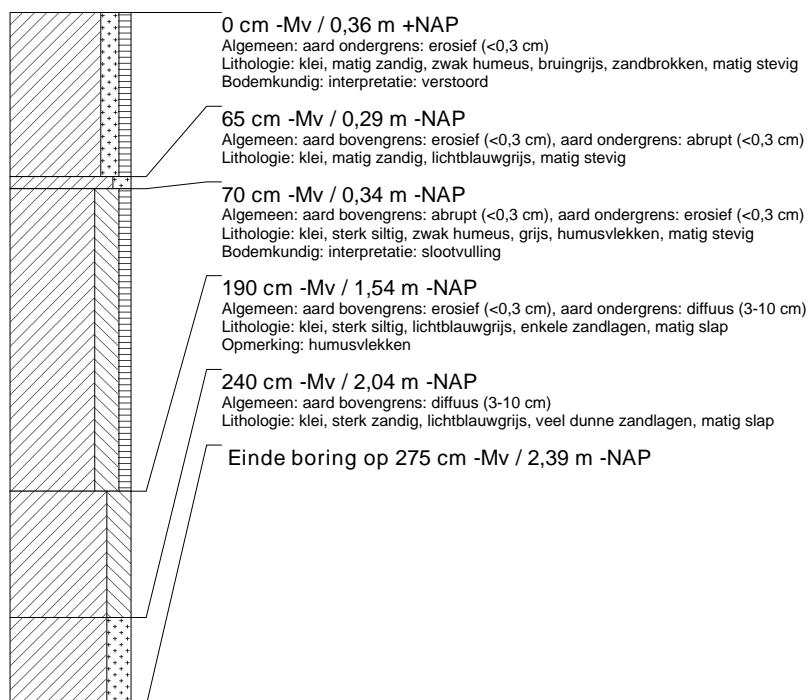 0 cm -Mv / 0,36 m +NAP
Algemeen: aard ondergrens: erosief (<0,3 cm)
Lithologie: klei, matig zandig, zwak humeus, bruingrijs, zandbrokken, matig stevig
Bodemkundig: interpretatie: verstoord
65 cm -Mv / 0,29 m -NAP
Algemeen: aard bovengrens: erosief (<0,3 cm), aard ondergrens: abrupt (<0,3 cm)
Lithologie: klei, matig zandig, lichtblauwgrijs, matig stevig
70 cm -Mv / 0,34 m -NAP
Algemeen: aard bovengrens: abrupt (<0,3 cm), aard ondergrens: erosief (<0,3 cm)
Lithologie: klei, sterk siltig, zwak humeus, grijs, humusvlekken, matig stevig
Bodemkundig: interpretatie: slootvulling
190 cm -Mv / 1,54 m -NAP
Algemeen: aard bovengrens: erosief (<0,3 cm), aard ondergrens: diffuus (3-10 cm)
Lithologie: klei, sterk siltig, lichtblauwgrijs, enkele zandlagen, matig slap
Opmerking: humusvlekken
240 cm -Mv / 2,04 m -NAP
Algemeen: aard bovengrens: diffuus (3-10 cm)
Lithologie: klei, sterk zandig, lichtblauwgrijs, veel dunne zandlagen, matig slap
Einde boring op 275 cm -Mv / 2,39 m -NAP